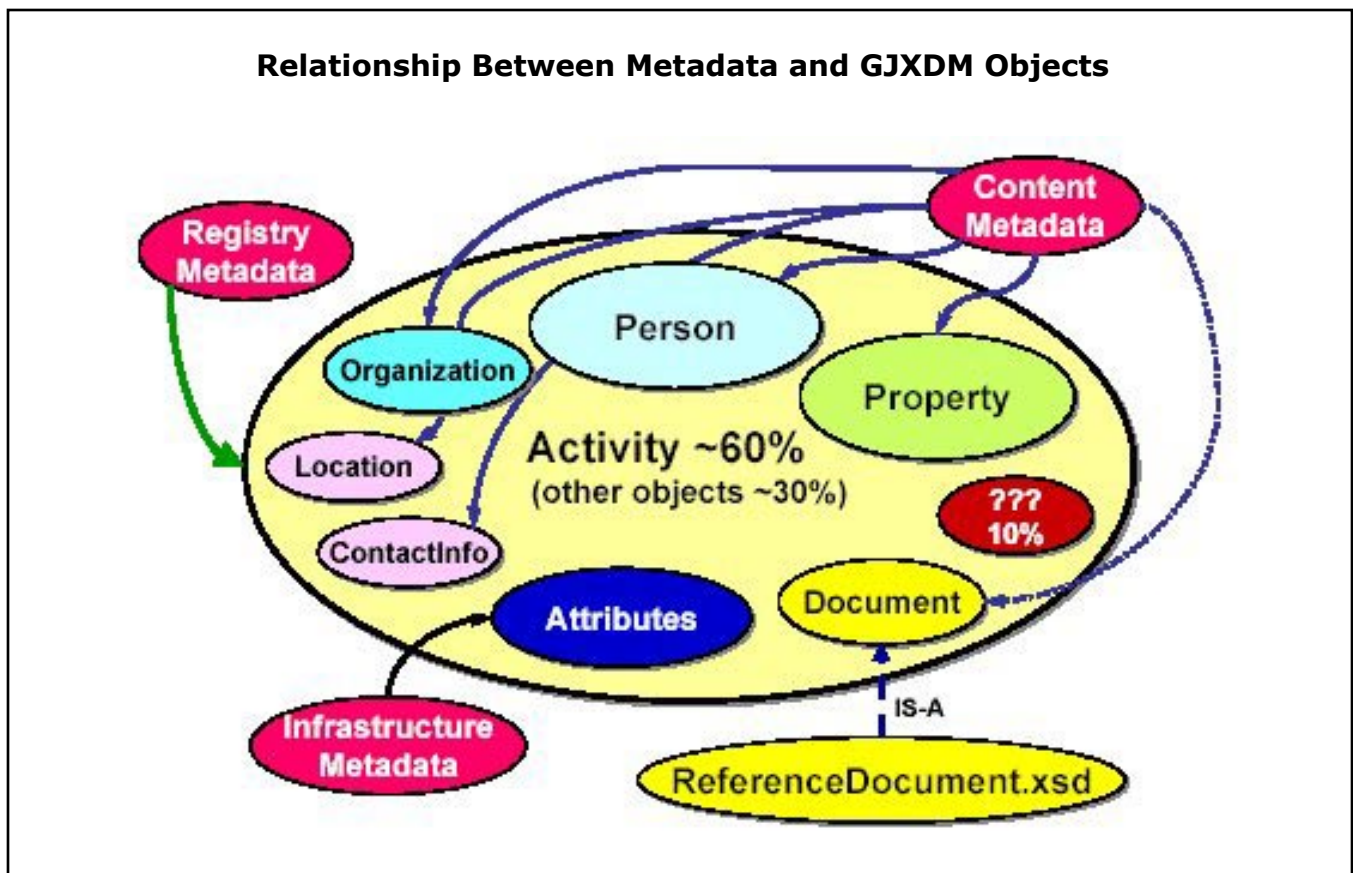 Relationship Between Metadata and GJXDM Objects
Content
Metadata
Registry
Metadata
Person
Organization
Property
Activity ~60%
(other objects ~30%)
Location
???
10%
ContactInfo
Document
Attributes
IS-A
Infrastructure
Metadata
ReferenceDocument.xsd